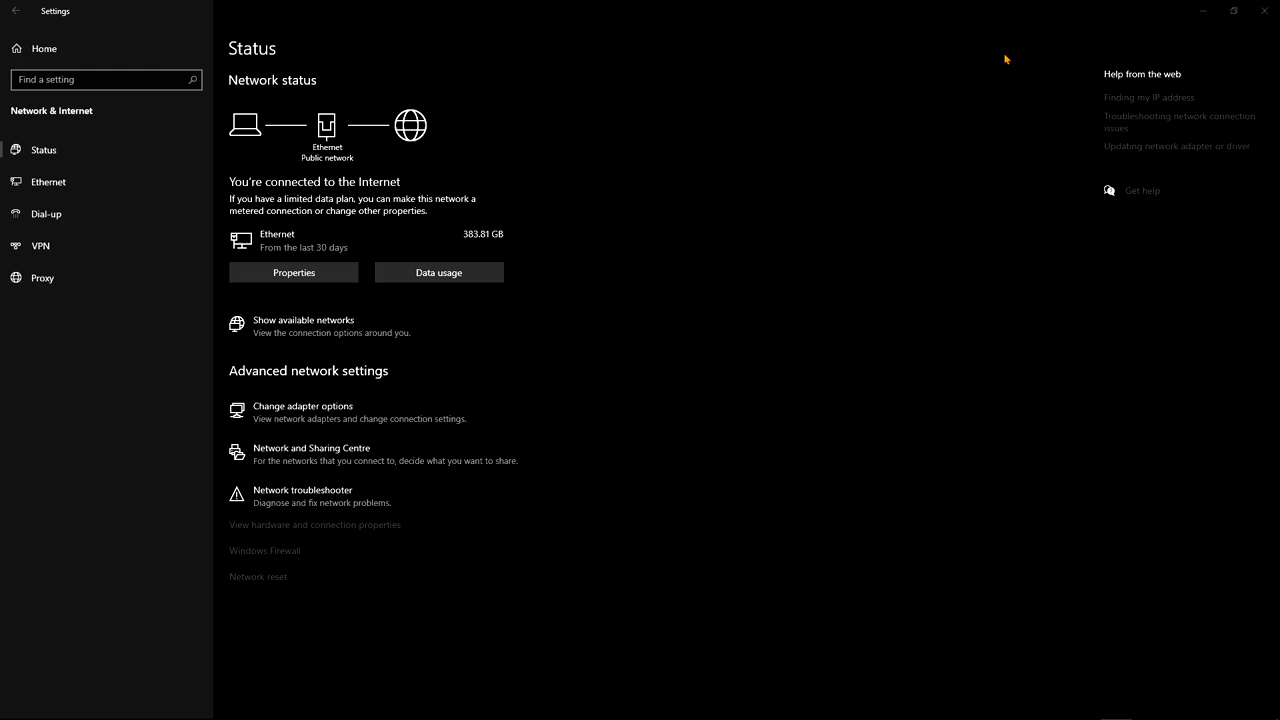 Settings
Home
Find a setting
Network & Internet
Status
Ethernet
Dial-up
VPN
Proxy
Status
Network status
Ethernet
Public network
You're connected to the Internet
If you have a limited data plan, you can make this network a
metered connection or change other properties.
Ethernet
383.81 GB
From the last 30 days
Properties
Data usage
Show available networks
View the connection options around you.
Advanced network settings
Change adapter options
View network adapters and change connection settings.
Network and Sharing Centre
For the networks that you connect to, decide what you want to share.
Network troubleshooter
Diagnose and fix network problems.
View hardware and connection properties
Windows Firewall
Network reset
Help from the web
Finding my IP address
Troubleshooting network connection
issues
Updating network adapter or driver
Get help